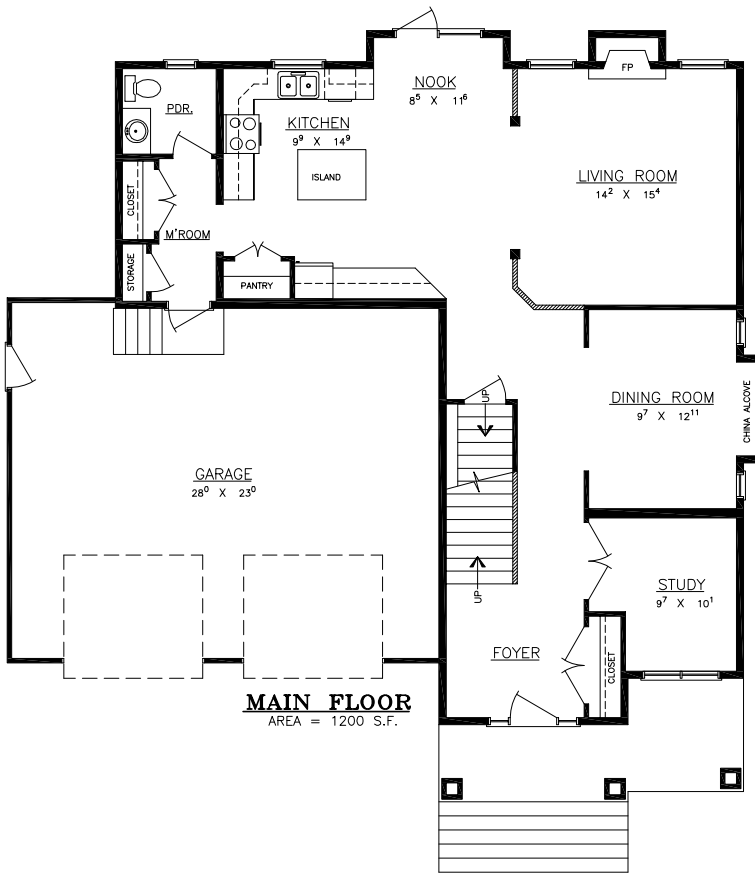 NOOK
8⁵ X 11⁶
FP
PDR.
KITCHEN
9⁹ X 14⁹
ISLAND
LIVING ROOM
14² X 15⁴
CLOSET
M'ROOM
STORAGE
PANTRY
UP
DINING ROOM
9⁷ X 12¹¹
CHINA ALCOVE
GARAGE
28⁰ X 23⁰
UP
STUDY
9⁷ X 10¹
FOYER
CLOSET
MAIN FLOOR
AREA = 1200 S.F.